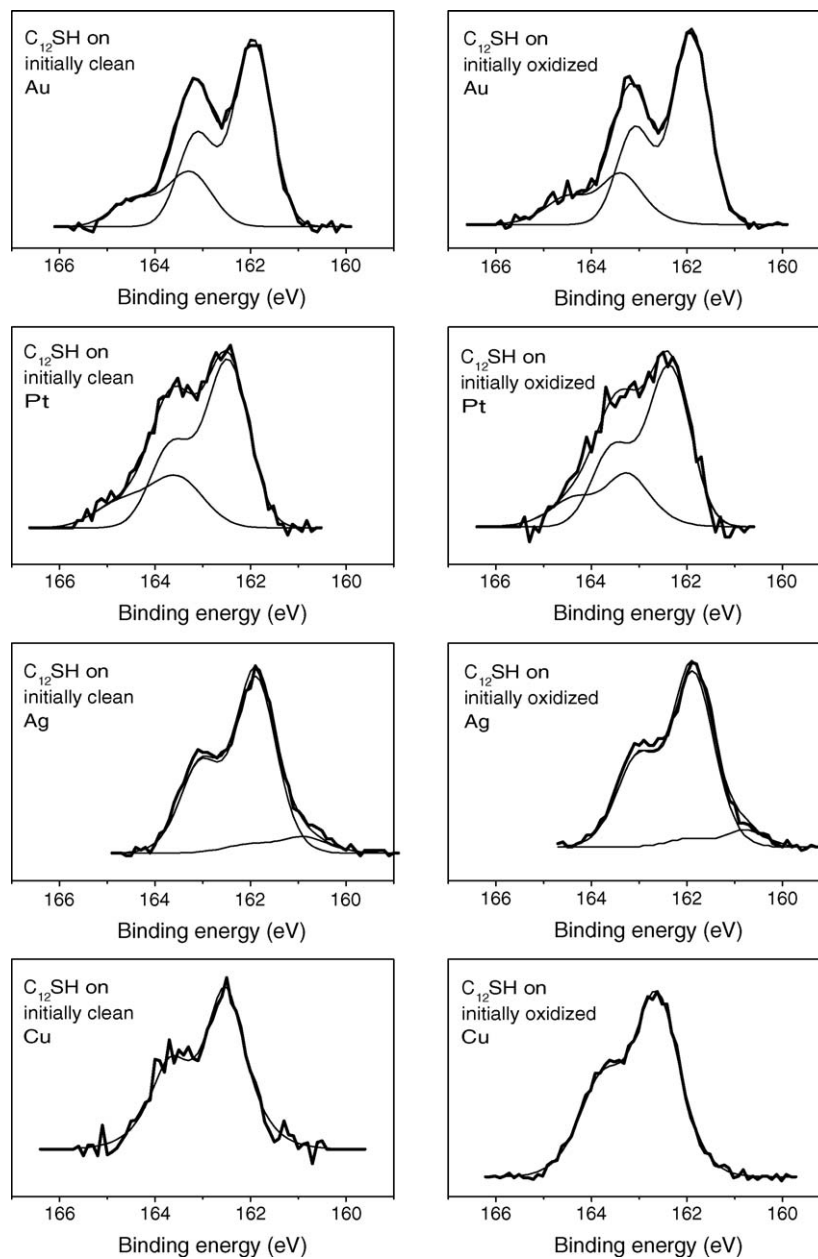 C₁₂SH on
initially clean
Au
166 164 162 160
Binding energy (eV)
C₁₂SH on
initially oxidized
Au
166 164 162 160
Binding energy (eV)
C₁₂SH on
initially clean
Pt
166 164 162 160
Binding energy (eV)
C₁₂SH on
initially oxidized
Pt
166 164 162 160
Binding energy (eV)
C₁₂SH on
initially clean
Ag
166 164 162 160
Binding energy (eV)
C₁₂SH on
initially oxidized
Ag
166 164 162 160
Binding energy (eV)
C₁₂SH on
initially clean
Cu
166 164 162 160
Binding energy (eV)
C₁₂SH on
initially oxidized
Cu
166 164 162 160
Binding energy (eV)